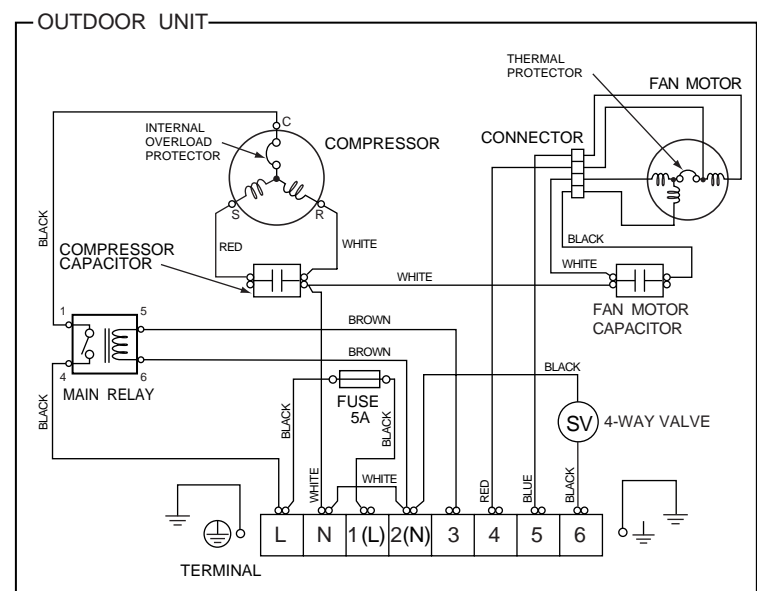 OUTDOOR UNIT
THERMAL
PROTECTOR
FAN MOTOR
C
INTERNAL
OVERLOAD
PROTECTOR
COMPRESSOR
CONNECTOR
S
R
BLACK
RED
WHITE
BLACK
COMPRESSOR
CAPACITOR
WHITE
WHITE
FAN MOTOR
CAPACITOR
1
5
BROWN
4
6
BROWN
MAIN RELAY
BLACK
BLACK
FUSE
5A
BLACK
BLACK
SV
4-WAY VALVE
WHITE
WHITE
RED
BLUE
BLACK
L
N
1(L)
2(N)
3
4
5
6
TERMINAL